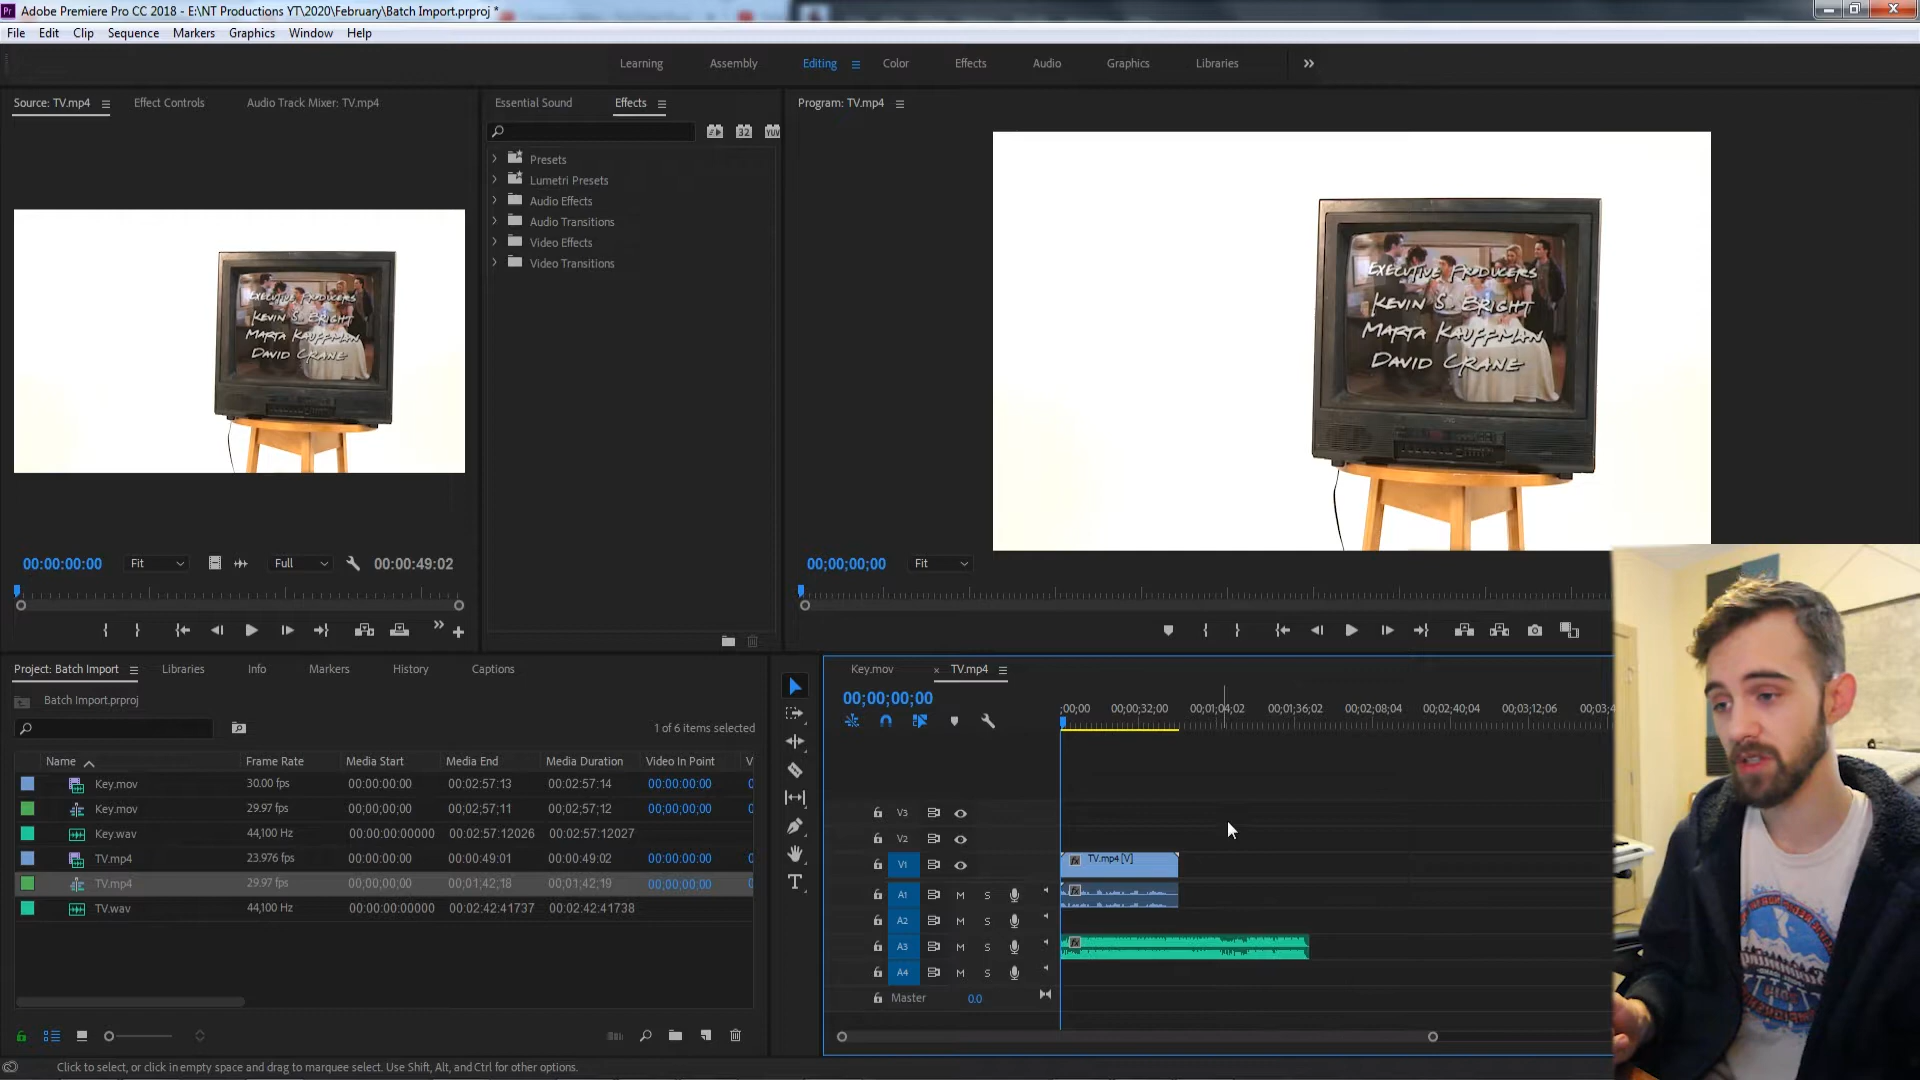 Adobe Premiere Pro CC 2018 - E:\NT Productions YT\2020\February\Batch Import.prproj *
File Edit Clip Sequence Markers Graphics Window Help
Learning Assembly Editing Color Effects Audio Graphics Libraries
Source: TV.mp4 Effect Controls Audio Track Mixer: TV.mp4
Essential Sound Effects
Program: TV.mp4
32 YUV
Presets
Lumetri Presets
Audio Effects
Audio Transitions
Video Effects
Video Transitions
Executive Producers
Kevin S. Bright
Marta Kauffman
David Crane
Executive Producers
Kevin S. Bright
Marta Kauffman
David Crane
00:00:00:00 Fit Full 00:00:49:02
00;00;00;00 Fit
Project: Batch Import Libraries Info Markers History Captions
Batch Import.prproj
1 of 6 items selected
Name Frame Rate Media Start Media End Media Duration Video In Point V
Key.mov 30.00 fps 00:00:00:00 00:02:57:13 00:02:57:14 00:00:00:00
Key.mov 29.97 fps 00;00;00;00 00;02;57;11 00;02;57;12 00;00;00;00
Key.wav 44,100 Hz 00:00:00:00000 00:02:57:12026 00:02:57:12027
TV.mp4 23.976 fps 00:00:00:00 00:00:49:01 00:00:49:02 00:00:00:00
TV.mp4 29.97 fps 00;00;00;00 00;01;42;18 00;01;42;19 00;00;00;00
TV.wav 44,100 Hz 00:00:00:00000 00:02:42:41737 00:02:42:41738
Key.mov × TV.mp4
00;00;00;00
;00;00 00;00;32;00 00;01;04;02 00;01;36;02 00;02;08;04 00;02;40;04 00;03;12;06 00;03;4
V3
V2
V1 TV.mp4 [V]
A1 M S
A2 M S
A3 M S
A4 M S
Master 0.0
Click to select, or click in empty space and drag to marquee select. Use Shift, Alt, and Ctrl for other options.